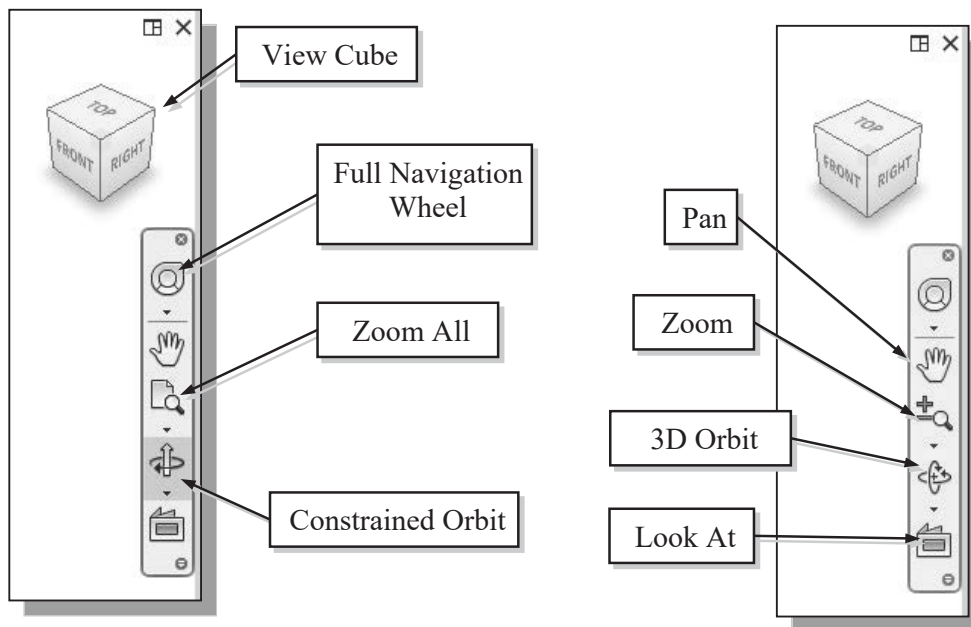 View Cube
TOP
FRONT
RIGHT
Full Navigation
Wheel
Zoom All
Constrained Orbit
TOP
FRONT
RIGHT
Pan
Zoom
3D Orbit
Look At